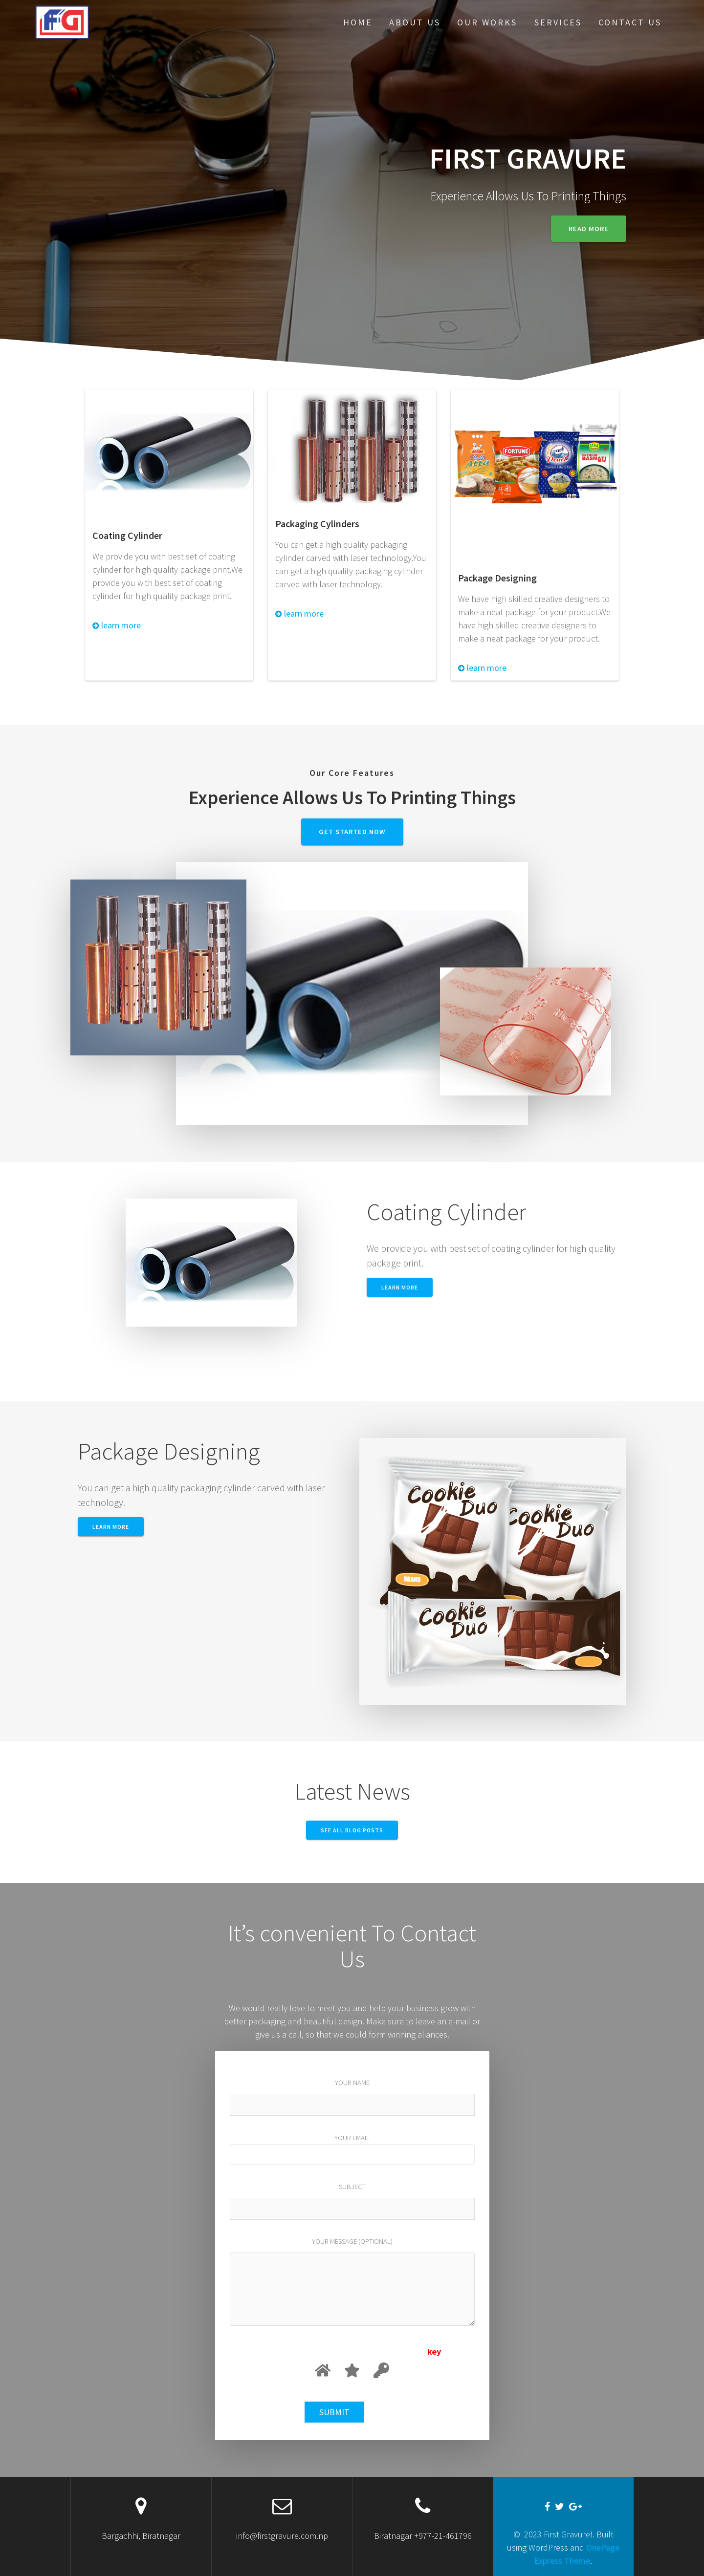 FG
HOME ABOUT US OUR WORKS SERVICES CONTACT US
FIRST GRAVURE
Experience Allows Us To Printing Things
READ MORE
Coating Cylinder
We provide you with best set of coating
cylinder for high quality package print.We
provide you with best set of coating
cylinder for high quality package print.
learn more
Packaging Cylinders
You can get a high quality packaging
cylinder carved with laser technology.You
can get a high quality packaging cylinder
carved with laser technology.
learn more
FORTUNE
Package Designing
We have high skilled creative designers to
make a neat package for your product.We
have high skilled creative designers to
make a neat package for your product.
learn more
Our Core Features
Experience Allows Us To Printing Things
GET STARTED NOW
Coating Cylinder
We provide you with best set of coating cylinder for high quality
package print.
LEARN MORE
Package Designing
You can get a high quality packaging cylinder carved with laser
technology.
LEARN MORE
Cookie
Duo
Cookie
Duo
BRAND
Cookie
Duo
Latest News
SEE ALL BLOG POSTS
It’s convenient To Contact
Us
We would really love to meet you and help your business grow with
better packaging and beautiful design. Make sure to leave an e-mail or
give us a call, so that we could form winning aliances.
YOUR NAME
YOUR EMAIL
SUBJECT
YOUR MESSAGE (OPTIONAL)
key
SUBMIT
Bargachhi, Biratnagar
info@firstgravure.com.np
Biratnagar +977-21-461796
© 2023 First Gravure!. Built
using WordPress and OnePage
Express Theme.